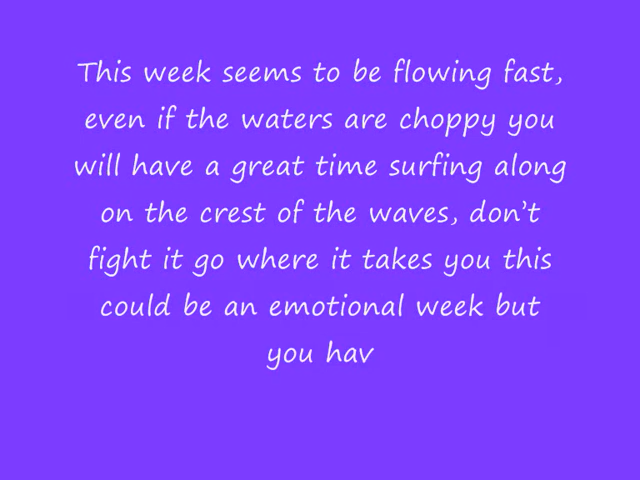 This week seems to be flowing fast,
even if the waters are choppy you
will have a great time surfing along
on the crest of the waves, don’t
fight it go where it takes you this
could be an emotional week but
you hav